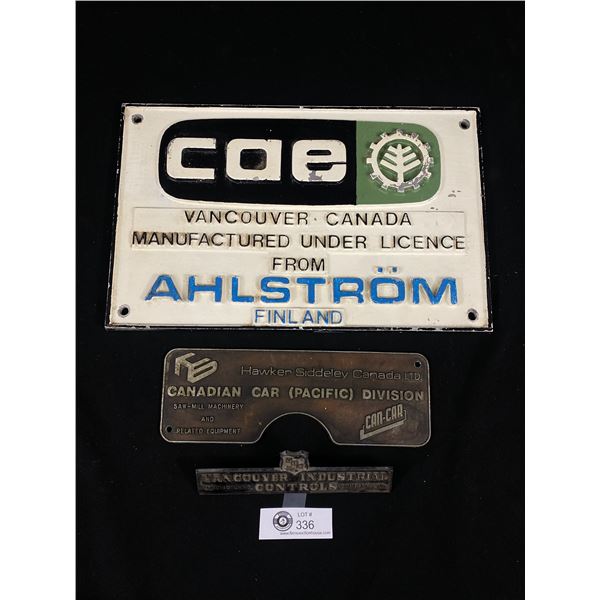 cae
VANCOUVER · CANADA
MANUFACTURED UNDER LICENCE
FROM
AHLSTRÖM
FINLAND
Hawker Siddeley Canada LTD.
CANADIAN CAR (PACIFIC) DIVISION
SAW-MILL MACHINERY
AND
RELATED EQUIPMENT
CAN-CAR
VANCOUVER INDUSTRIAL
CONTROLS
LOT #
336